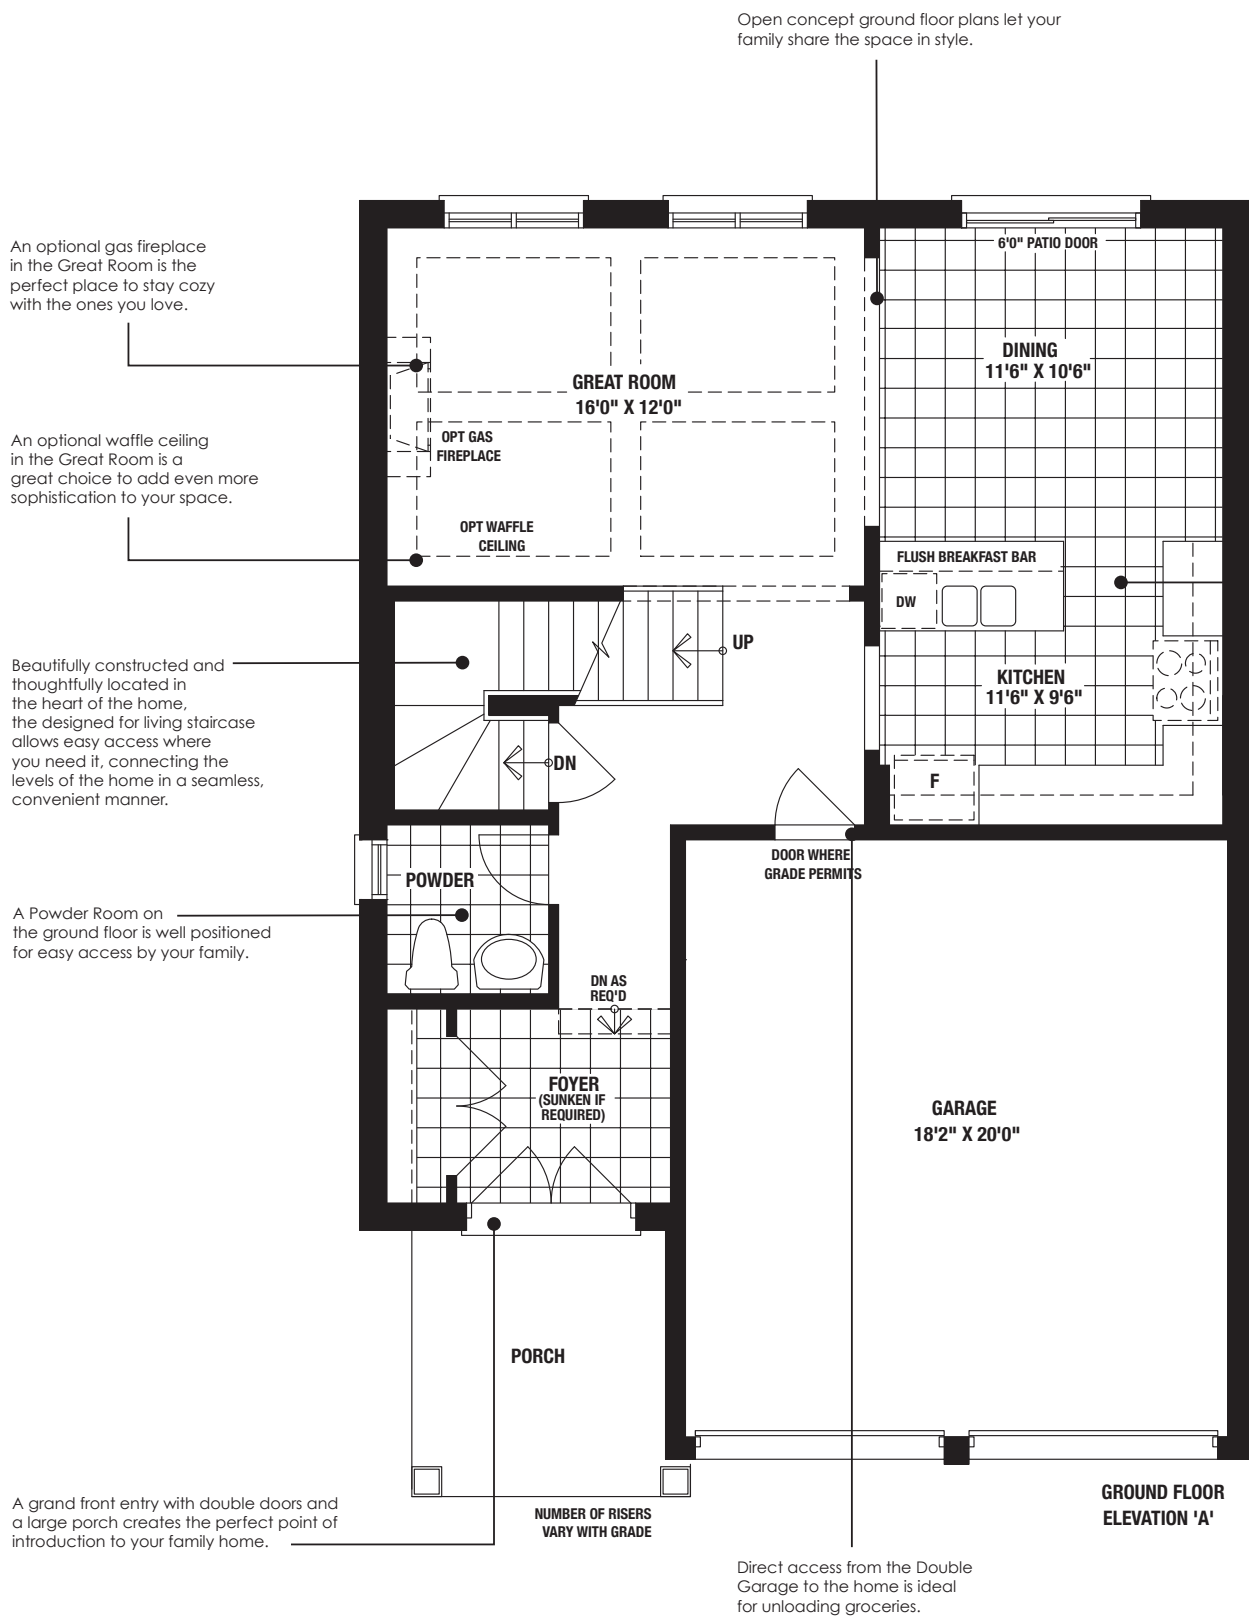 Open concept ground floor plans let your
family share the space in style.
An optional gas fireplace
in the Great Room is the
perfect place to stay cozy
with the ones you love.
6'0" PATIO DOOR
DINING
11'6" X 10'6"
GREAT ROOM
16'0" X 12'0"
OPT GAS
FIREPLACE
An optional waffle ceiling
in the Great Room is a
great choice to add even more
sophistication to your space.
OPT WAFFLE
CEILING
FLUSH BREAKFAST BAR
DW
UP
KITCHEN
11'6" X 9'6"
Beautifully constructed and
thoughtfully located in
the heart of the home,
the designed for living staircase
allows easy access where
you need it, connecting the
levels of the home in a seamless,
convenient manner.
DN
F
DOOR WHERE
GRADE PERMITS
POWDER
A Powder Room on
the ground floor is well positioned
for easy access by your family.
DN AS
REQ'D
FOYER
(SUNKEN IF
REQUIRED)
GARAGE
18'2" X 20'0"
PORCH
A grand front entry with double doors and
a large porch creates the perfect point of
introduction to your family home.
NUMBER OF RISERS
VARY WITH GRADE
GROUND FLOOR
ELEVATION 'A'
Direct access from the Double
Garage to the home is ideal
for unloading groceries.